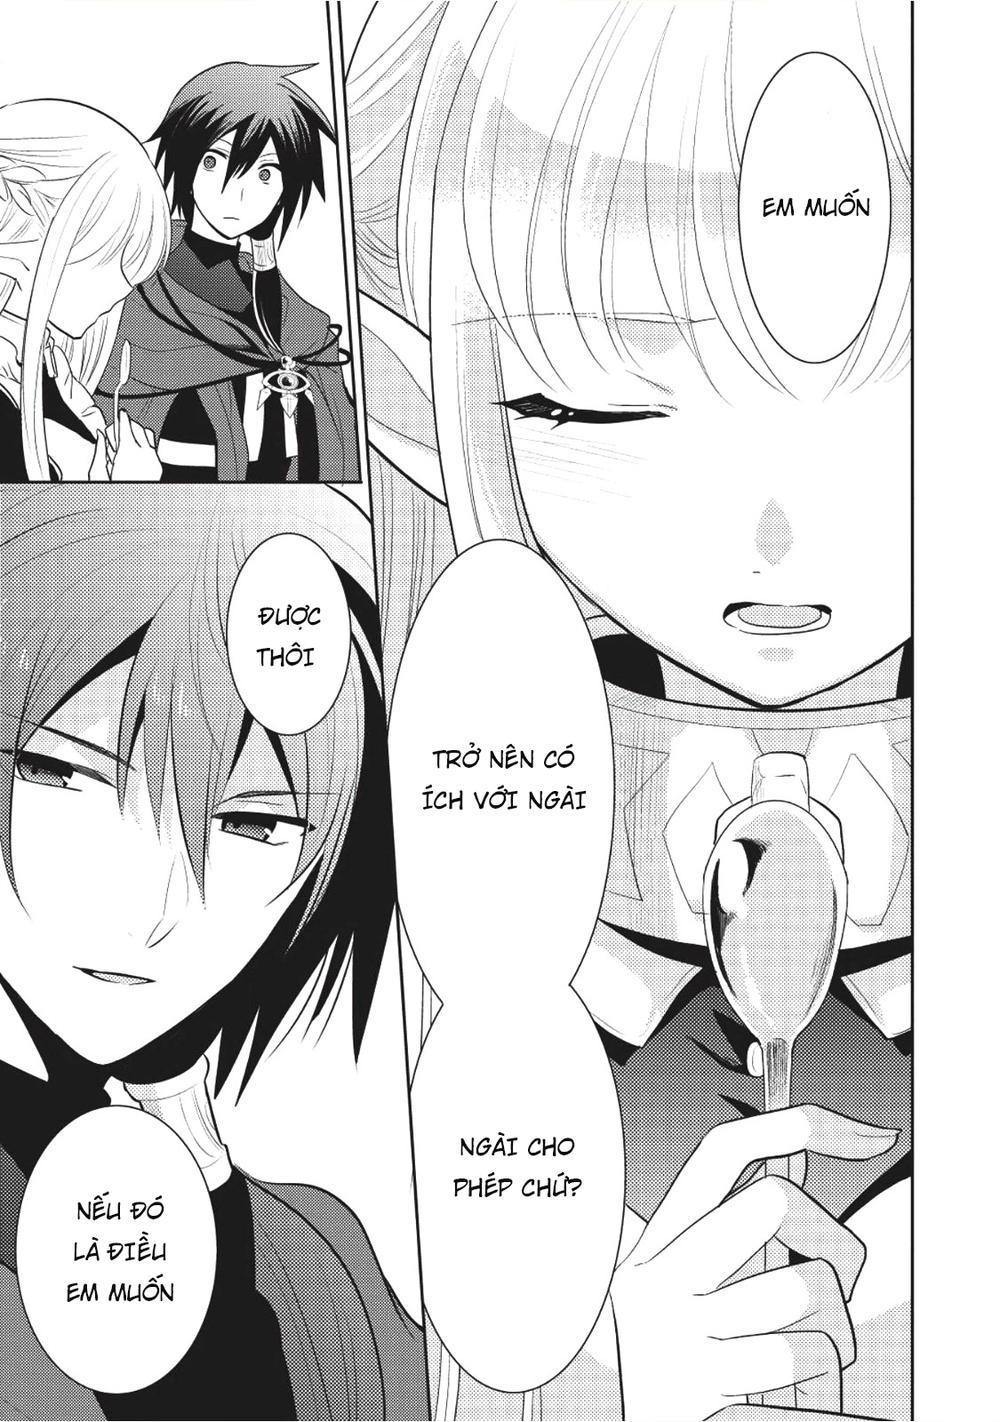 EM MUỐN
TRỞ NÊN CÓ
ÍCH VỚI NGÀI
NGÀI CHO
PHÉP CHỨ?
ĐƯỢC
THÔI
NẾU ĐÓ
LÀ ĐIỀU
EM MUỐN